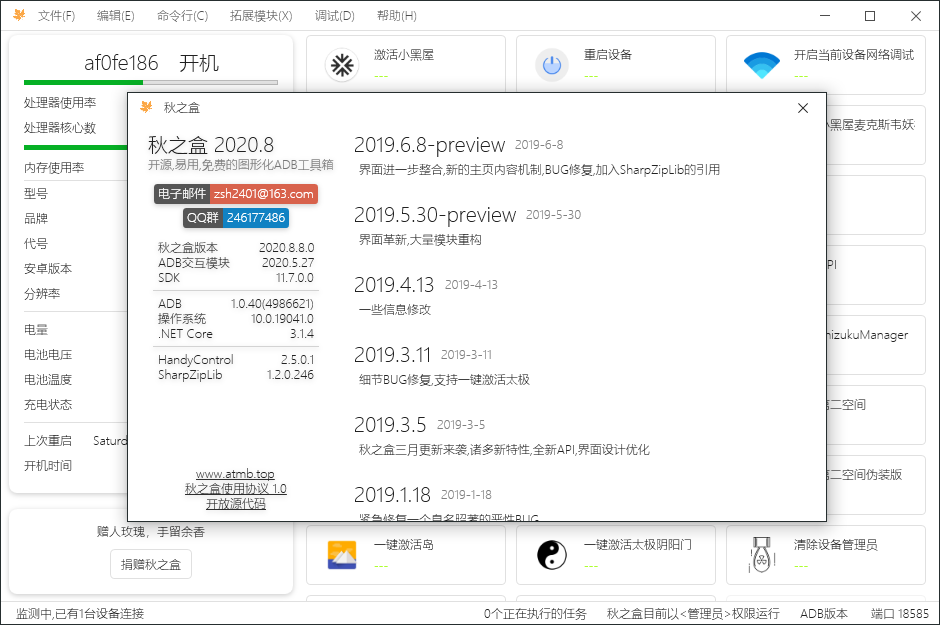 文件(F) 编辑(E) 命令行(C) 拓展模块(X) 调试(D) 帮助(H)
af0fe186 开机
处理器使用率
处理器核心数
内存使用率
型号
品牌
代号
安卓版本
分辨率
电量
电池电压
电池温度
充电状态
上次重启 Saturd
开机时间
赠人玫瑰，手留余香
捐赠秋之盒
激活小黑屋
---
重启设备
---
开启当前设备网络调试
---
小黑屋麦克斯韦妖
PI
hizukuManager
第二空间
第二空间伪装版
一键激活岛
---
一键激活太极阴阳门
---
清除设备管理员
---
秋之盒
秋之盒 2020.8
开源,易用,免费的图形化ADB工具箱
电子邮件 zsh2401@163.com
QQ群 246177486
秋之盒版本 2020.8.8.0
ADB交互模块 2020.5.27
SDK 11.7.0.0
ADB 1.0.40(4986621)
操作系统 10.0.19041.0
.NET Core 3.1.4
HandyControl 2.5.0.1
SharpZipLib 1.2.0.246
www.atmb.top
秋之盒使用协议 1.0
开放源代码
2019.6.8-preview 2019-6-8
界面进一步整合,新的主页内容机制,BUG修复,加入SharpZipLib的引用
2019.5.30-preview 2019-5-30
界面革新,大量模块重构
2019.4.13 2019-4-13
一些信息修改
2019.3.11 2019-3-11
细节BUG修复,支持一键激活太极
2019.3.5 2019-3-5
秋之盒三月更新来袭,诸多新特性,全新API,界面设计优化
2019.1.18 2019-1-18
紧急修复一个臭名昭著的恶性BUG
监测中,已有1台设备连接
0个正在执行的任务 秋之盒目前以<管理员>权限运行 ADB版本 端口 18585